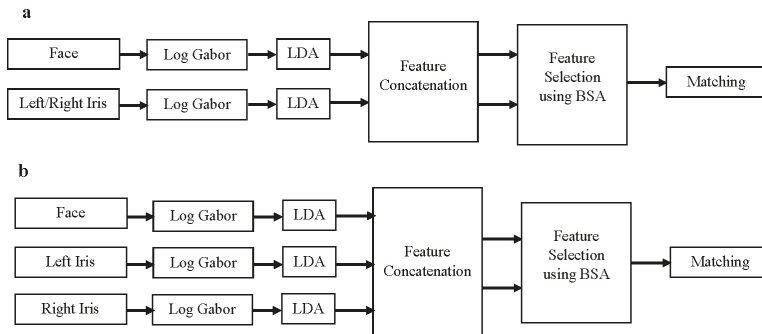 a
Face
Log Gabor
LDA
Left/Right Iris
Log Gabor
LDA
Feature
Concatenation
Feature
Selection
using BSA
Matching
b
Face
Log Gabor
LDA
Left Iris
Log Gabor
LDA
Right Iris
Log Gabor
LDA
Feature
Concatenation
Feature
Selection
using BSA
Matching